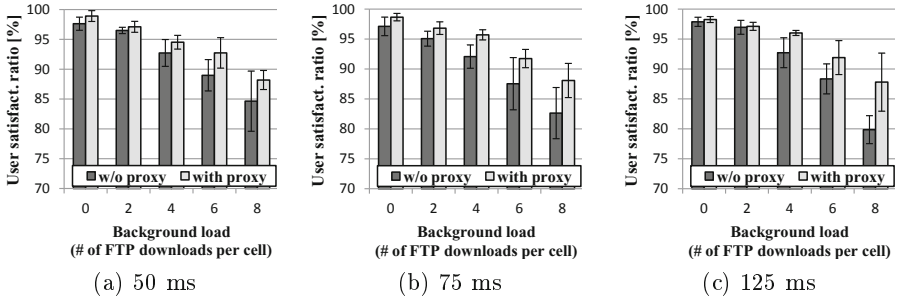 User satisfact. ratio [%]
100
95
90
85
80
75
70
w/o proxy with proxy
0 2 4 6 8
Background load
(# of FTP downloads per cell)
(a) 50 ms
User satisfact. ratio [%]
100
95
90
85
80
75
70
w/o proxy with proxy
0 2 4 6 8
Background load
(# of FTP downloads per cell)
(b) 75 ms
User satisfact. ratio [%]
100
95
90
85
80
75
70
w/o proxy with proxy
0 2 4 6 8
Background load
(# of FTP downloads per cell)
(c) 125 ms